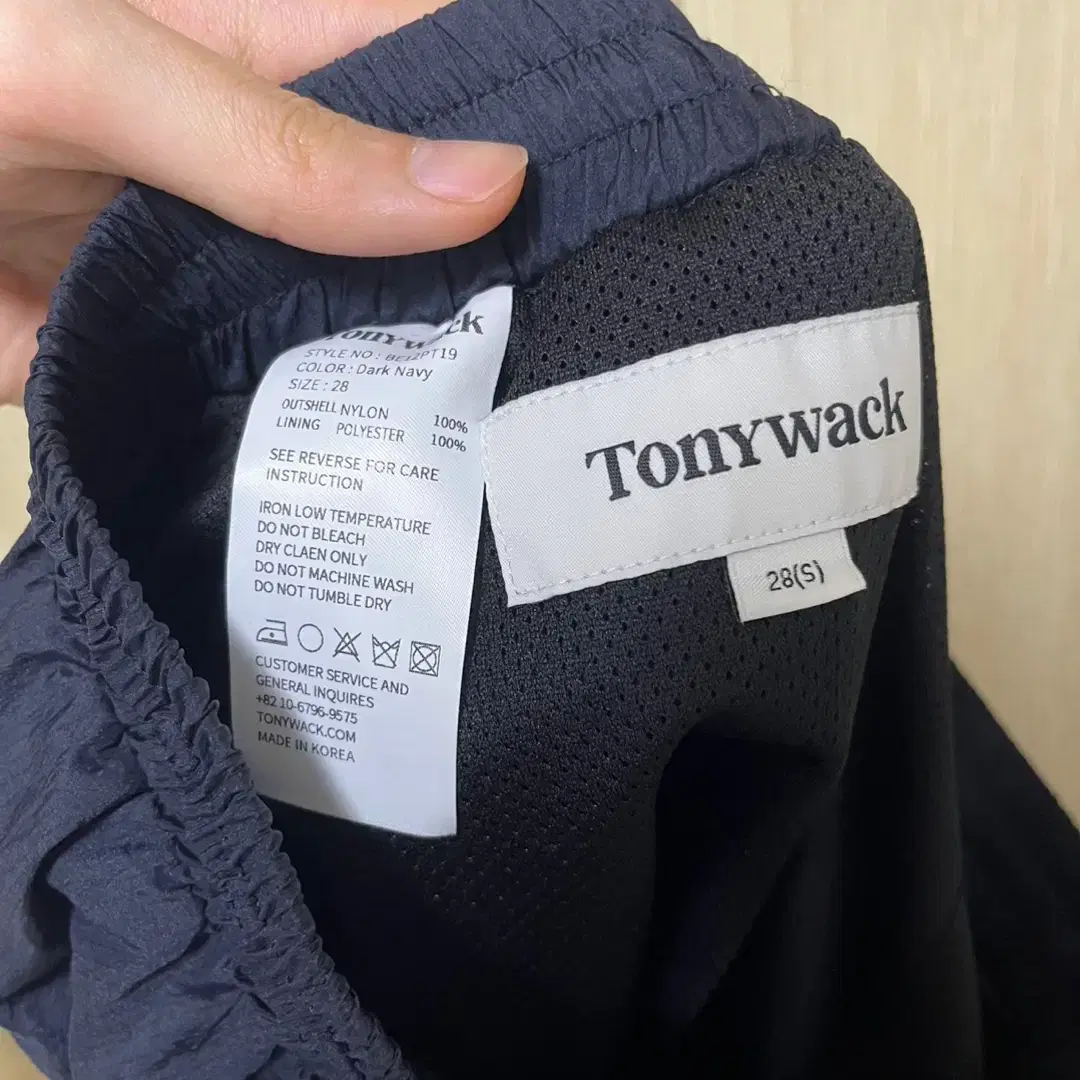 Tonywack
STYLE NO : BE12PT19
COLOR : Dark Navy
SIZE : 28
OUTSHELL NYLON 100%
LINING POLYESTER 100%
SEE REVERSE FOR CARE
INSTRUCTION
IRON LOW TEMPERATURE
DO NOT BLEACH
DRY CLAEN ONLY
DO NOT MACHINE WASH
DO NOT TUMBLE DRY
CUSTOMER SERVICE AND
GENERAL INQUIRES
+82 10-6796-9575
TONYWACK.COM
MADE IN KOREA
Tonywack
28(S)